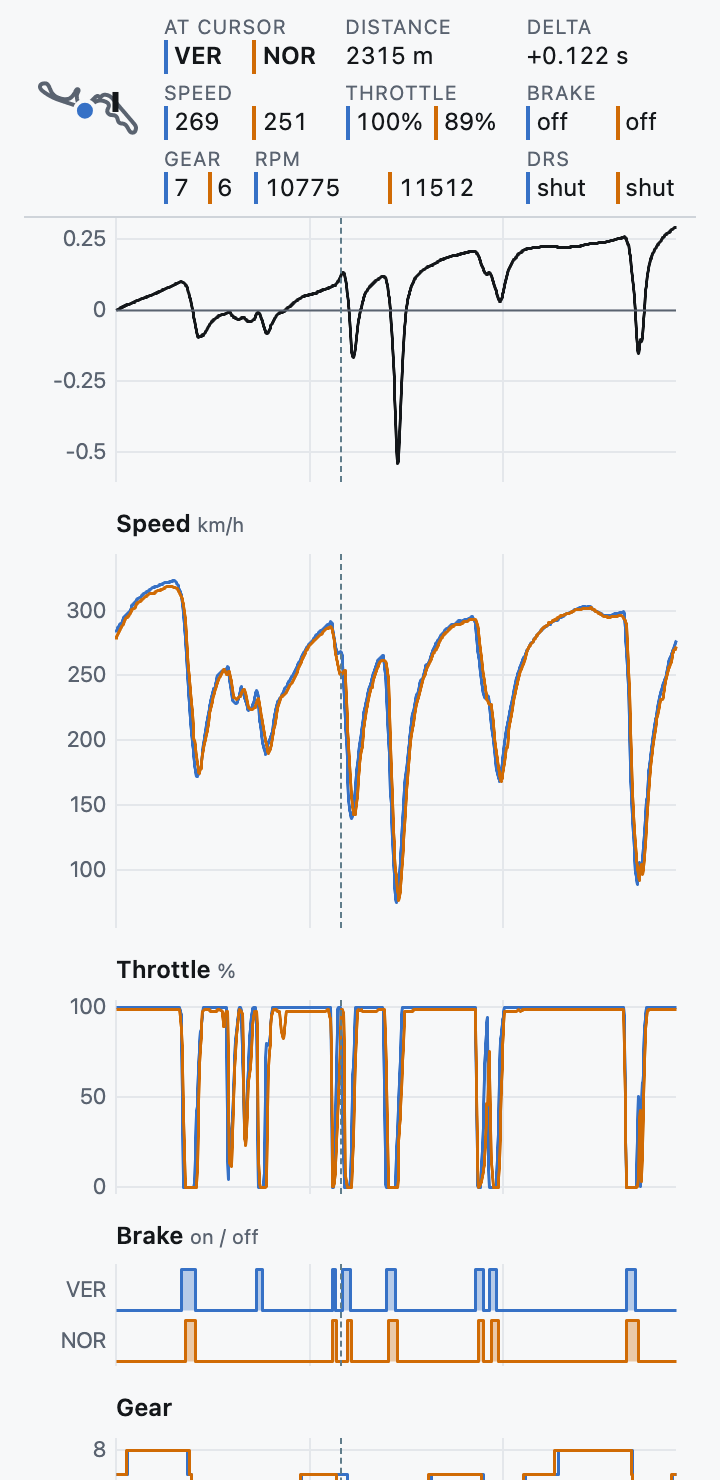 AT CURSOR DISTANCE DELTA
VER NOR 2315 m +0.122 s
SPEED THROTTLE BRAKE
269 251 100% 89% off off
GEAR RPM DRS
7 6 10775 11512 shut shut
0.25
0
-0.25
-0.5
Speed km/h
300
250
200
150
100
Throttle %
100
50
0
Brake on / off
VER
NOR
Gear
8